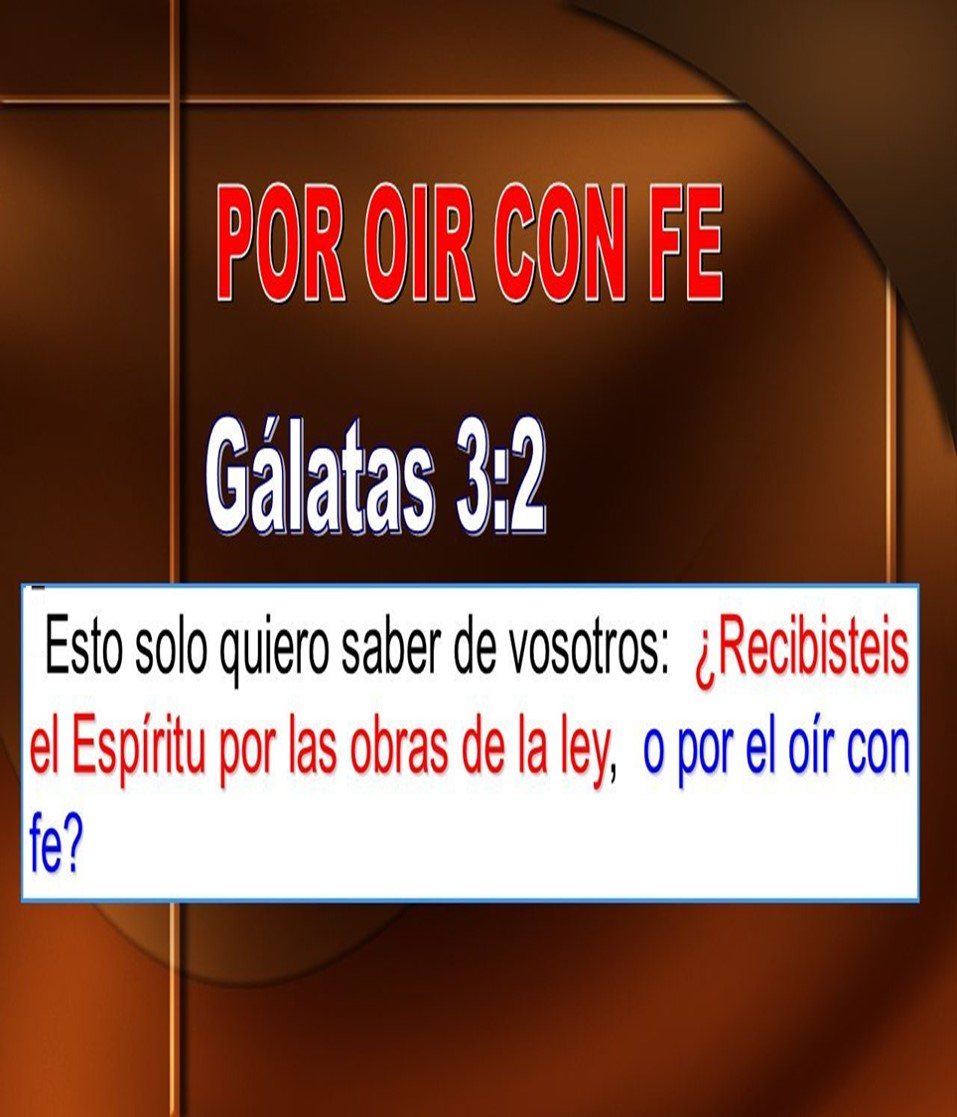 POR OIR CON FE
Gálatas 3:2
Esto solo quiero saber de vosotros: ¿Recibisteis
el Espíritu por las obras de la ley, o por el oír con
fe?